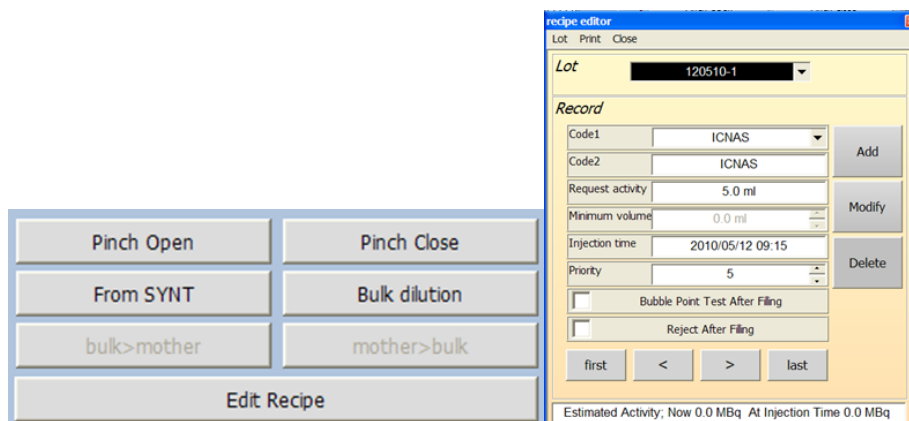 Pinch Open Pinch Close
From SYNT Bulk dilution
bulk>mother mother>bulk
Edit Recipe
recipe editor
Lot Print Close
Lot 120510-1
Record
Code1 ICNAS
Add
Code2 ICNAS
Request activity 5.0 ml
Modify
Minimum volume 0.0 ml
Injection time 2010/05/12 09:15
Delete
Priority 5
Bubble Point Test After Filing
Reject After Filing
first < > last
Estimated Activity; Now 0.0 MBq At Injection Time 0.0 MBq